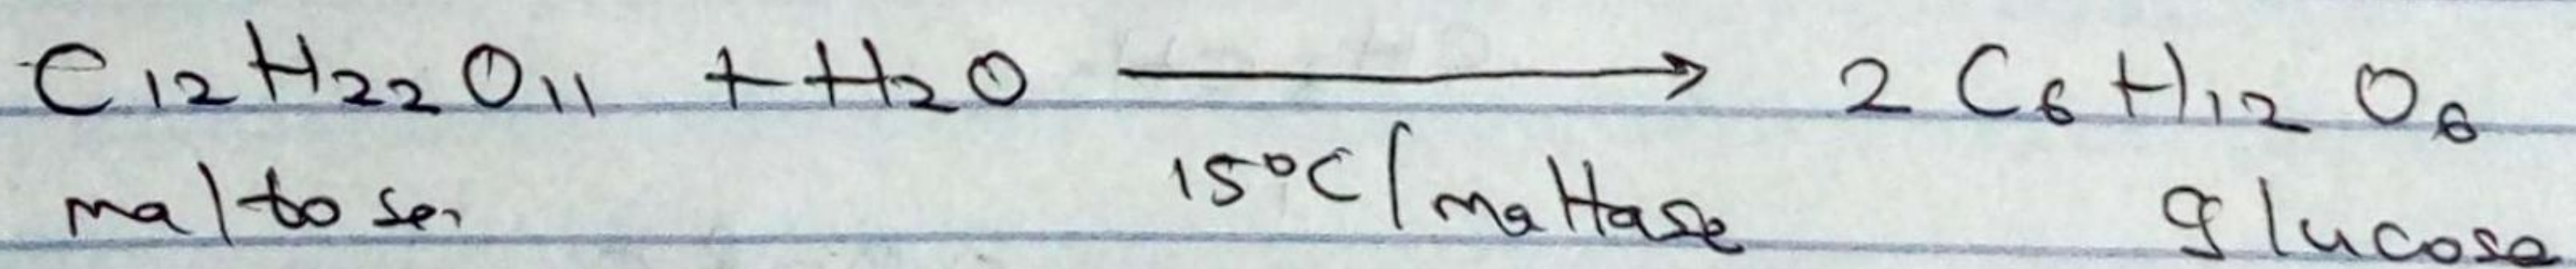 C₁₂H₂₂O₁₁ + H₂O ⟶ 2 C₆H₁₂O₆
maltose. 15°C/maltase glucose